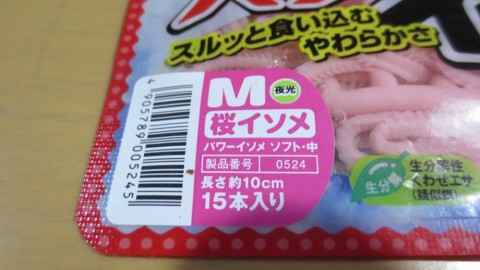 スルッと食い込む
やわらかさ
M 夜光
桜イソメ
パワーイソメ ソフト・中
製品番号 0524
長さ約10cm
15本入り
4 905789 005245
生分解
生分解性
くわせエサ
(疑似餌)